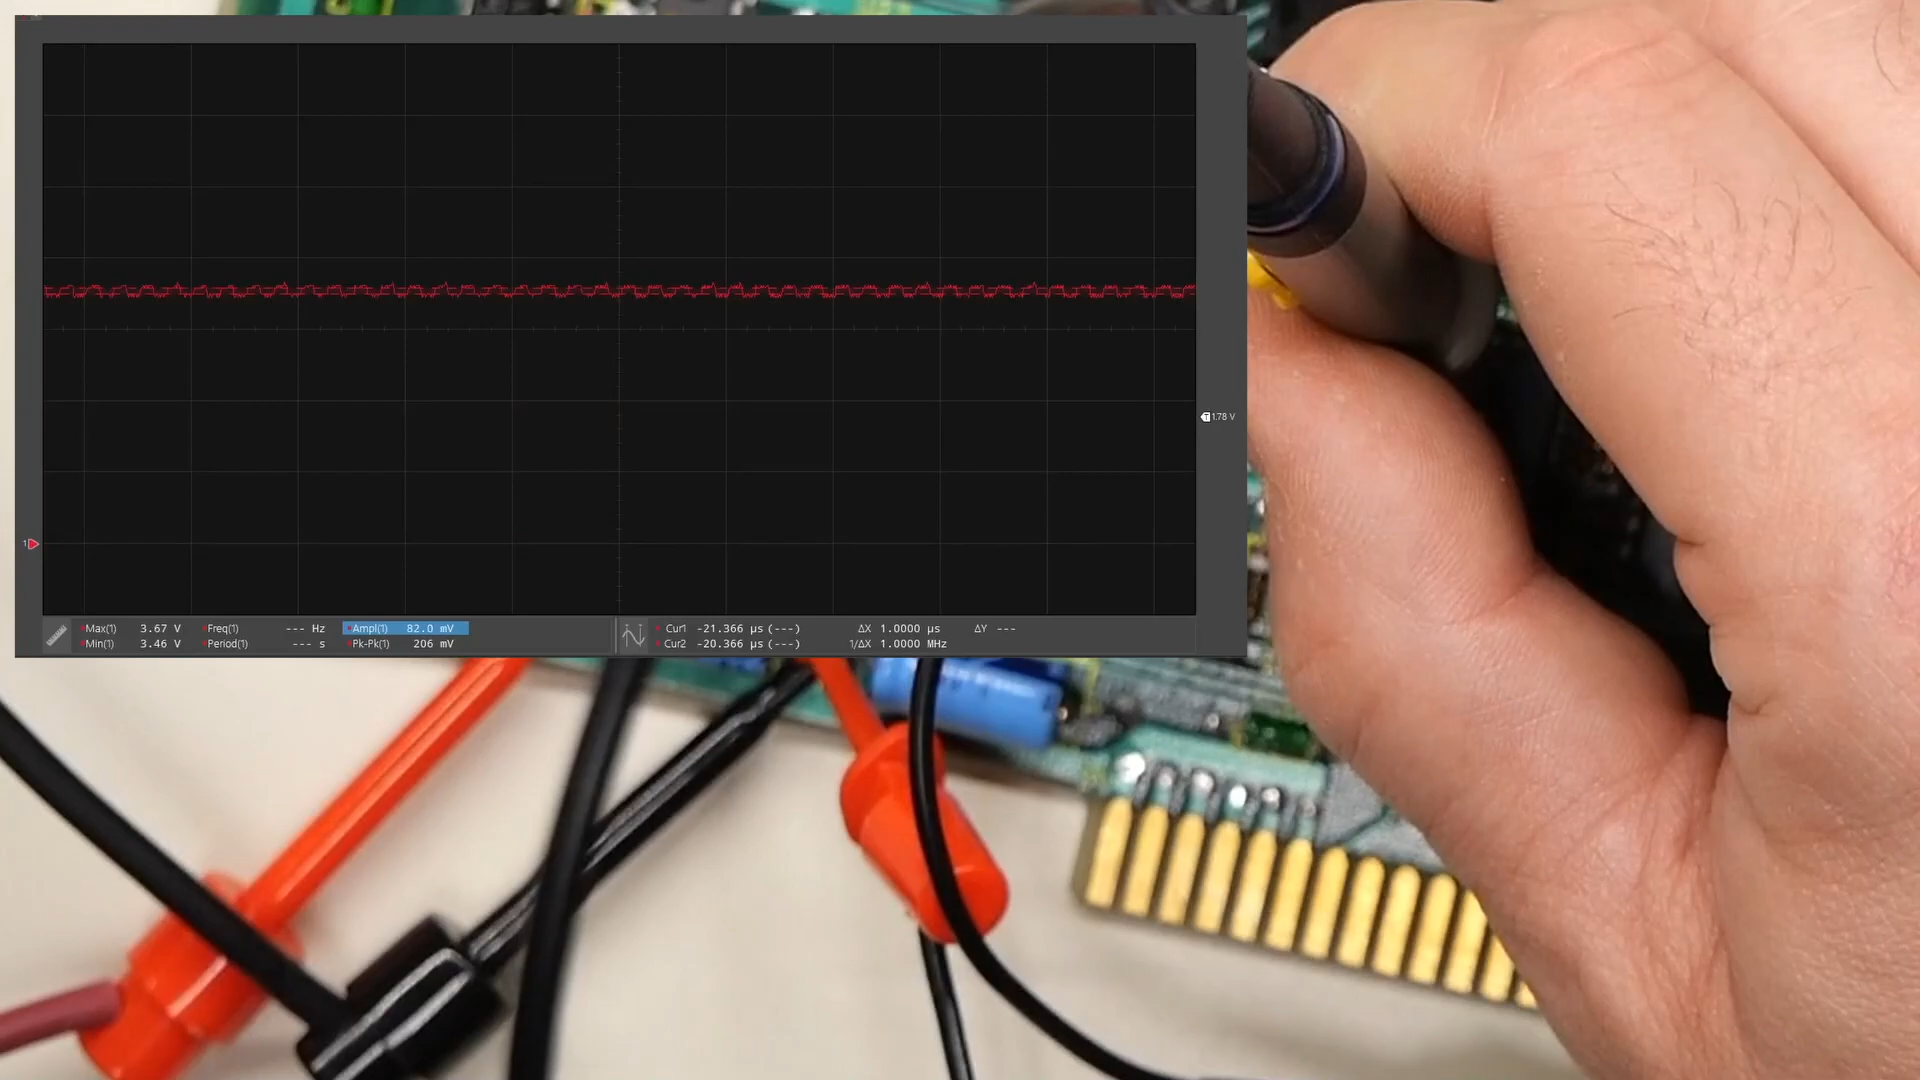 1.78 V
1
Max(1) 3.67 V Freq(1) --- Hz Ampl(1) 82.0 mV Cur1 -21.366 µs (---) ΔX 1.0000 µs ΔY ---
Min(1) 3.46 V Period(1) --- s Pk-Pk(1) 206 mV Cur2 -20.366 µs (---) 1/ΔX 1.0000 MHz